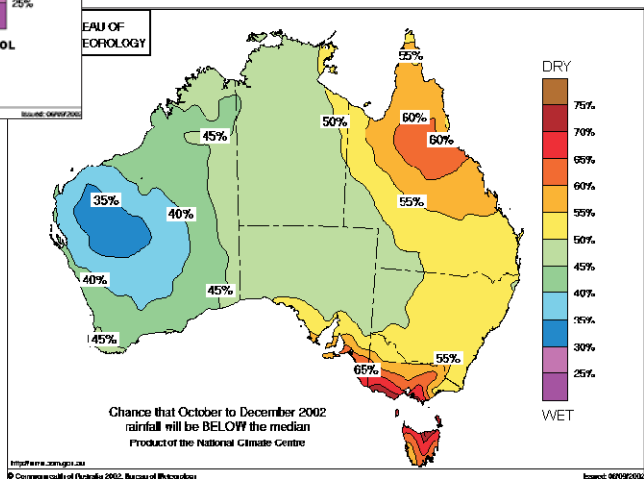 25%
OL
Issued: 06/09/2002
EAU OF
EOROLOGY
55%
60%
60%
50%
45%
55%
35%
40%
40%
45%
45%
55%
65%
DRY
75%
70%
65%
60%
55%
50%
45%
40%
35%
30%
25%
WET
Chance that October to December 2002
rainfall will be BELOW the median
Product of the National Climate Centre
http://www.bom.gov.au
© Commonwealth of Australia 2002, Bureau of Meteorology
Issued: 06/09/2002